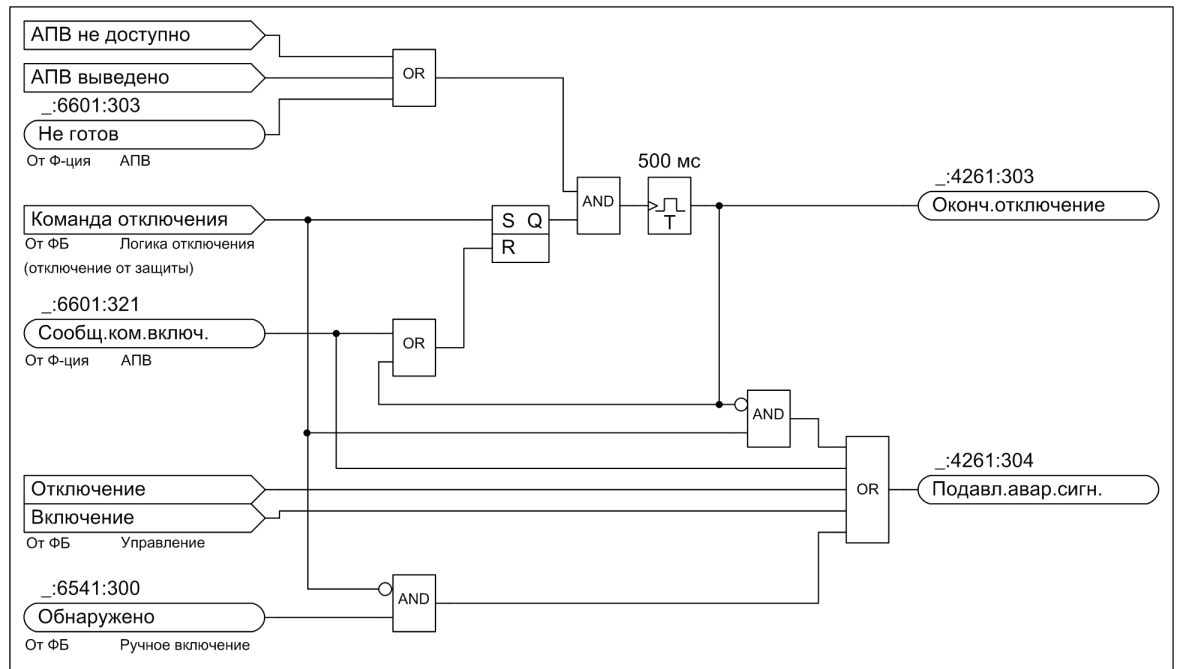 АПВ не доступно
АПВ выведено
OR
_:6601:303
Не готов
От Ф-ция АПВ
500 мс
AND
T
_:4261:303
Оконч.отключение
Команда отключения
S Q
R
От ФБ Логика отключения
(отключение от защиты)
_:6601:321
Сообщ.ком.включ.
OR
От Ф-ция АПВ
AND
_:4261:304
Отключение
OR
Подавл.авар.сигн.
Включение
От ФБ Управление
_:6541:300
AND
Обнаружено
От ФБ Ручное включение